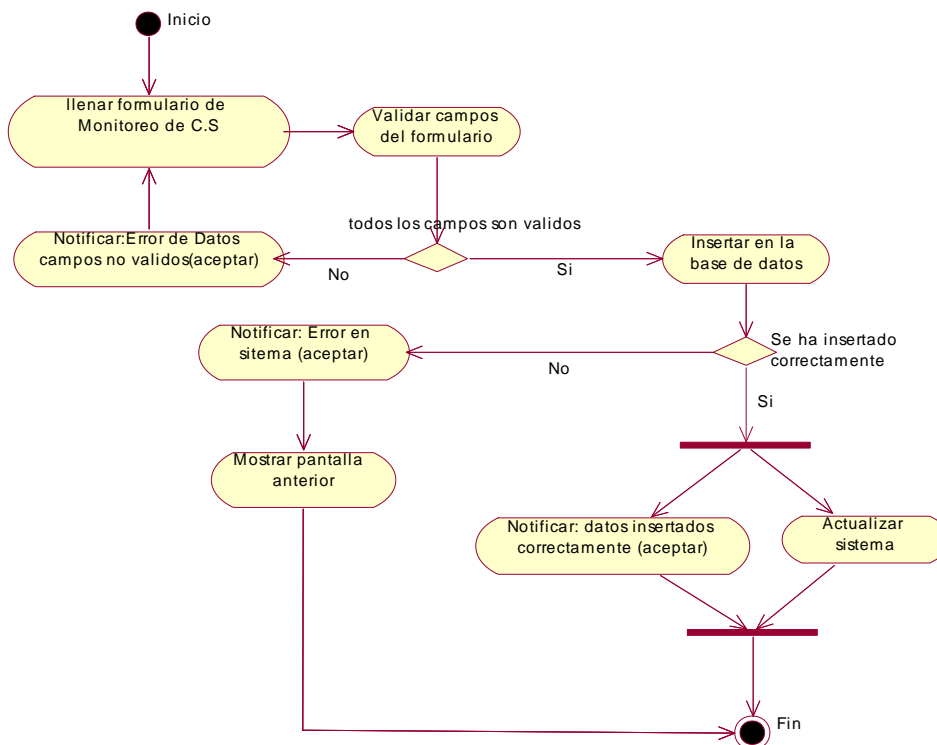 Inicio
llenar formulario de
Monitoreo de C.S
Validar campos
del formulario
todos los campos son validos
Notificar:Error de Datos
campos no validos(aceptar)
No
Si
Insertar en la
base de datos
Notificar: Error en
sitema (aceptar)
No
Se ha insertado
correctamente
Si
Mostrar pantalla
anterior
Notificar: datos insertados
correctamente (aceptar)
Actualizar
sistema
Fin